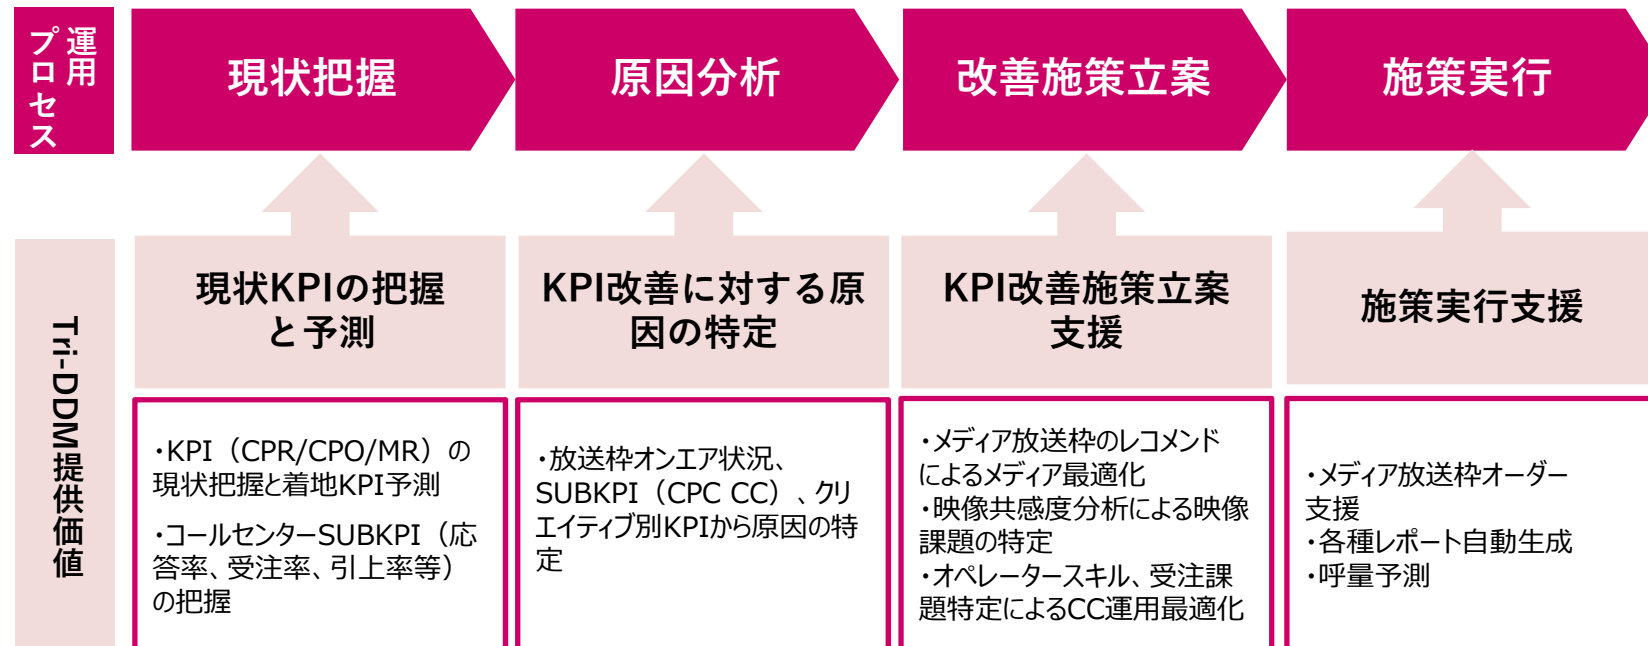 運用
プロセス
現状把握
原因分析
改善施策立案
施策実行
Tri-DDM提供価値
現状KPIの把握
と予測
KPI改善に対する原
因の特定
KPI改善施策立案
支援
施策実行支援
・KPI（CPR/CPO/MR）の
現状把握と着地KPI予測
・コールセンターSUBKPI（応
答率、受注率、引上率等）
の把握
・放送枠オンエア状況、
SUBKPI（CPC CC）、クリ
エイティブ別KPIから原因の特
定
・メディア放送枠のレコメンド
によるメディア最適化
・映像共感度分析による映像
課題の特定
・オペレータースキル、受注課
題特定によるCC運用最適化
・メディア放送枠オーダー
支援
・各種レポート自動生成
・呼量予測